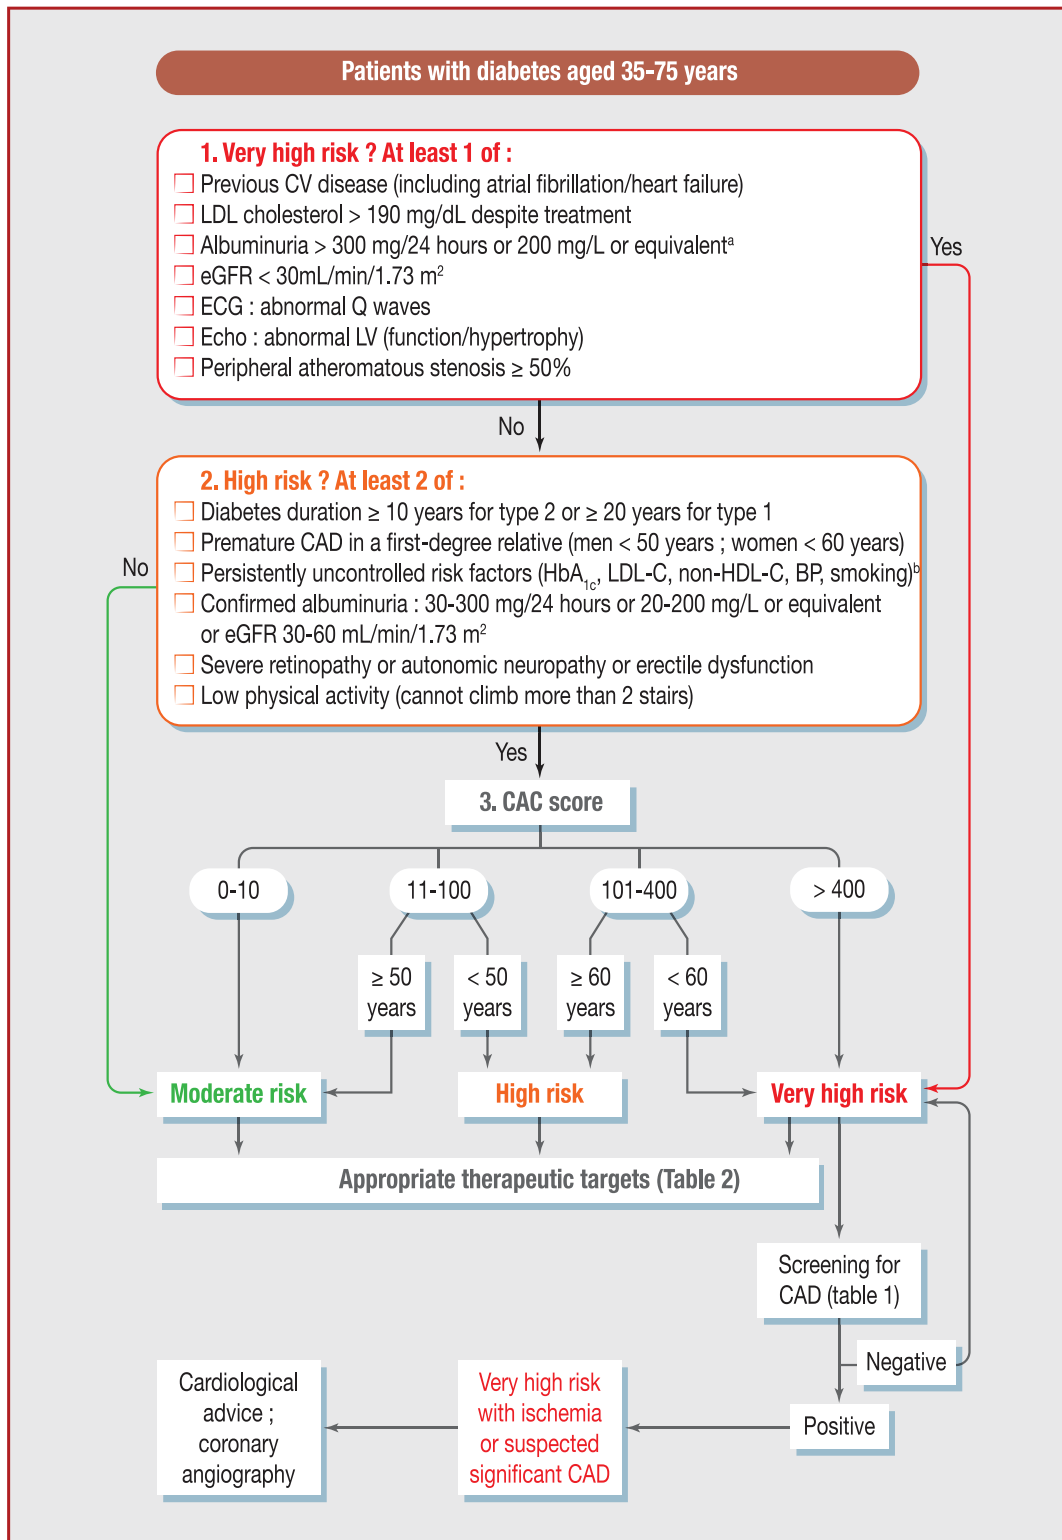 Patients with diabetes aged 35-75 years
1. Very high risk ? At least 1 of :
Previous CV disease (including atrial fibrillation/heart failure)
LDL cholesterol > 190 mg/dL despite treatment
Albuminuria > 300 mg/24 hours or 200 mg/L or equivalentᵃ
eGFR < 30mL/min/1.73 m²
ECG : abnormal Q waves
Echo : abnormal LV (function/hypertrophy)
Peripheral atheromatous stenosis ≥ 50%
Yes
No
2. High risk ? At least 2 of :
Diabetes duration ≥ 10 years for type 2 or ≥ 20 years for type 1
Premature CAD in a first-degree relative (men < 50 years ; women < 60 years)
Persistently uncontrolled risk factors (HbA₁c, LDL-C, non-HDL-C, BP, smoking)ᵇ
Confirmed albuminuria : 30-300 mg/24 hours or 20-200 mg/L or equivalent
or eGFR 30-60 mL/min/1.73 m²
Severe retinopathy or autonomic neuropathy or erectile dysfunction
Low physical activity (cannot climb more than 2 stairs)
No
Yes
3. CAC score
0-10
11-100
101-400
> 400
≥ 50
years
< 50
years
≥ 60
years
< 60
years
Moderate risk
High risk
Very high risk
Appropriate therapeutic targets (Table 2)
Screening for
CAD (table 1)
Negative
Positive
Very high risk
with ischemia
or suspected
significant CAD
Cardiological
advice ;
coronary
angiography